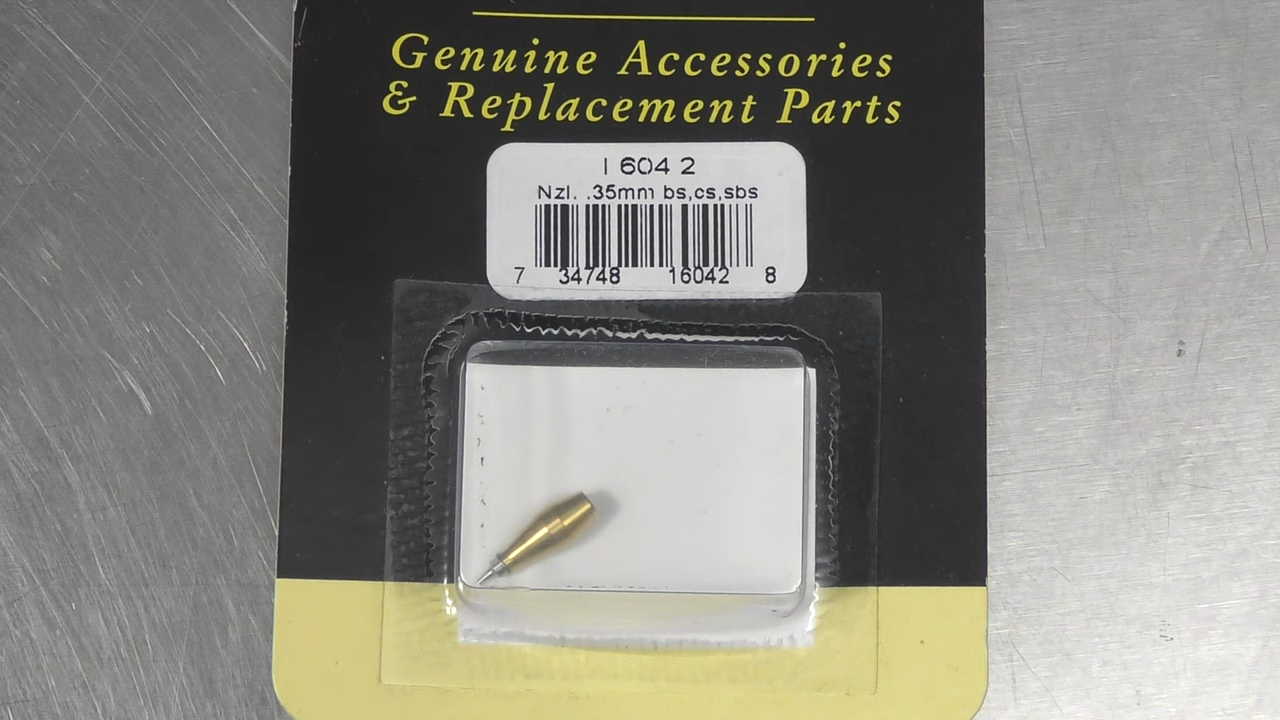 Genuine Accessories
& Replacement Parts
I 604 2
Nzl. .35mm bs,cs,sbs
7 34748 16042 8